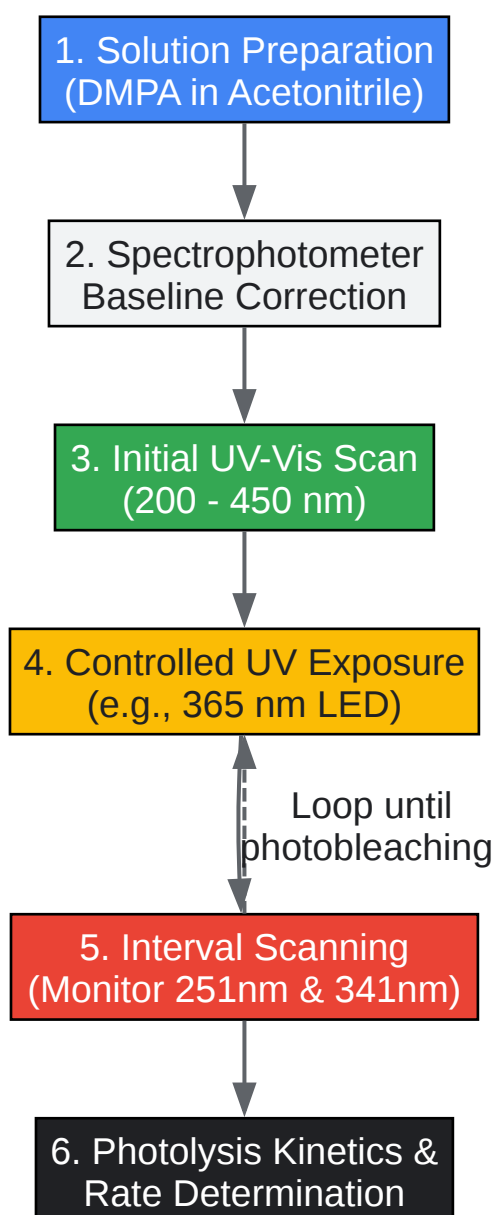 1. Solution Preparation
(DMPA in Acetonitrile)
2. Spectrophotometer
Baseline Correction
3. Initial UV-Vis Scan
(200 - 450 nm)
4. Controlled UV Exposure
(e.g., 365 nm LED)
Loop until
photobleaching
5. Interval Scanning
(Monitor 251nm & 341nm)
6. Photolysis Kinetics &
Rate Determination